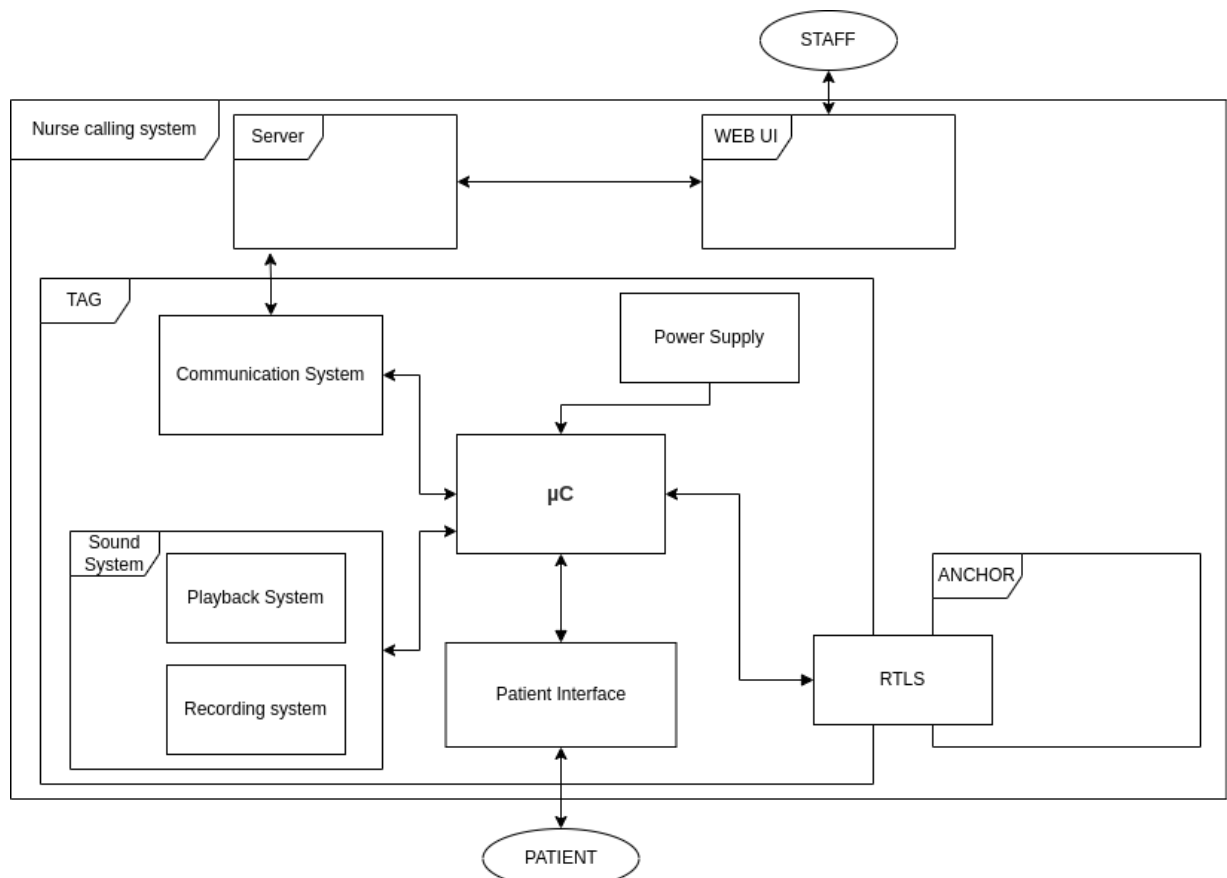 STAFF
Nurse calling system
Server
WEB UI
TAG
Power Supply
Communication System
µC
Sound
System
Playback System
ANCHOR
RTLS
Patient Interface
Recording system
PATIENT